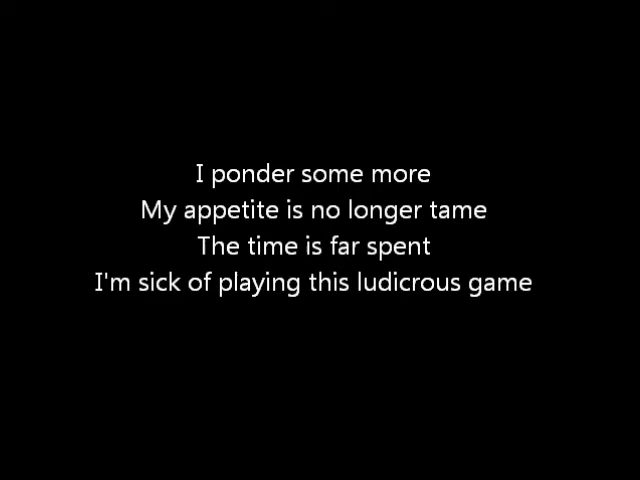 I ponder some more
My appetite is no longer tame
The time is far spent
I'm sick of playing this ludicrous game